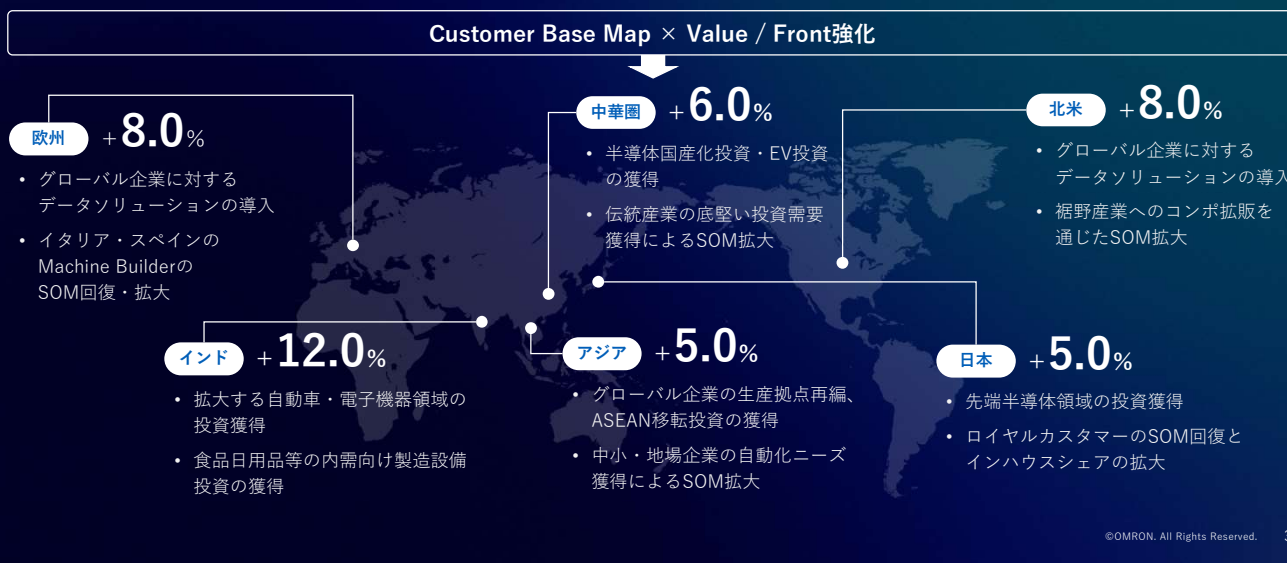 Customer Base Map × Value / Front強化
欧州 +8.0%
• グローバル企業に対する
データソリューションの導入
• イタリア・スペインの
Machine Builderの
SOM回復・拡大
中華圏 +6.0%
• 半導体国産化投資・EV投資
の獲得
• 伝統産業の底堅い投資需要
獲得によるSOM拡大
北米 +8.0%
• グローバル企業に対する
データソリューションの導入
• 裾野産業へのコンポ拡販を
通じたSOM拡大
インド +12.0%
• 拡大する自動車・電子機器領域の
投資獲得
• 食品日用品等の内需向け製造設備
投資の獲得
アジア +5.0%
• グローバル企業の生産拠点再編、
ASEAN移転投資の獲得
• 中小・地場企業の自動化ニーズ
獲得によるSOM拡大
日本 +5.0%
• 先端半導体領域の投資獲得
• ロイヤルカスタマーのSOM回復と
インハウスシェアの拡大
©OMRON. All Rights Reserved.